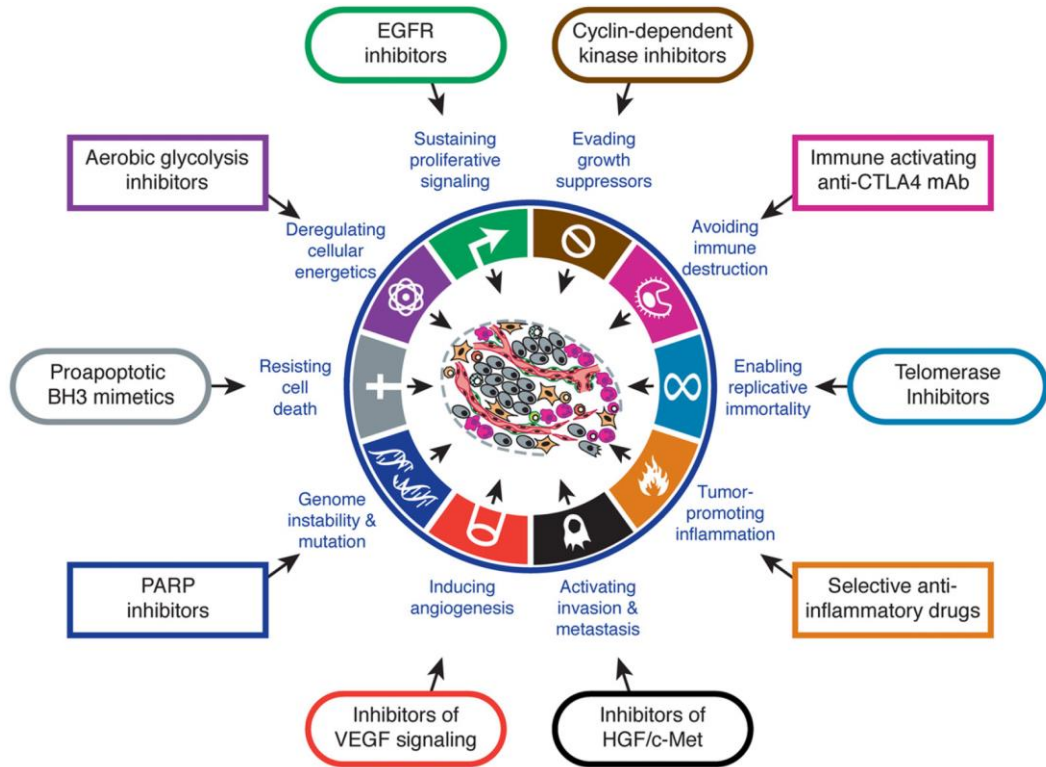 EGFR
inhibitors
Cyclin-dependent
kinase inhibitors
Sustaining
proliferative
signaling
Evading
growth
suppressors
Aerobic glycolysis
inhibitors
Immune activating
anti-CTLA4 mAb
Deregulating
cellular
energetics
Avoiding
immune
destruction
Proapoptotic
BH3 mimetics
Resisting
cell
death
Enabling
replicative
immortality
Telomerase
Inhibitors
Genome
instability &
mutation
Tumor-
promoting
inflammation
PARP
inhibitors
Inducing
angiogenesis
Activating
invasion &
metastasis
Selective anti-
inflammatory drugs
Inhibitors of
VEGF signaling
Inhibitors of
HGF/c-Met